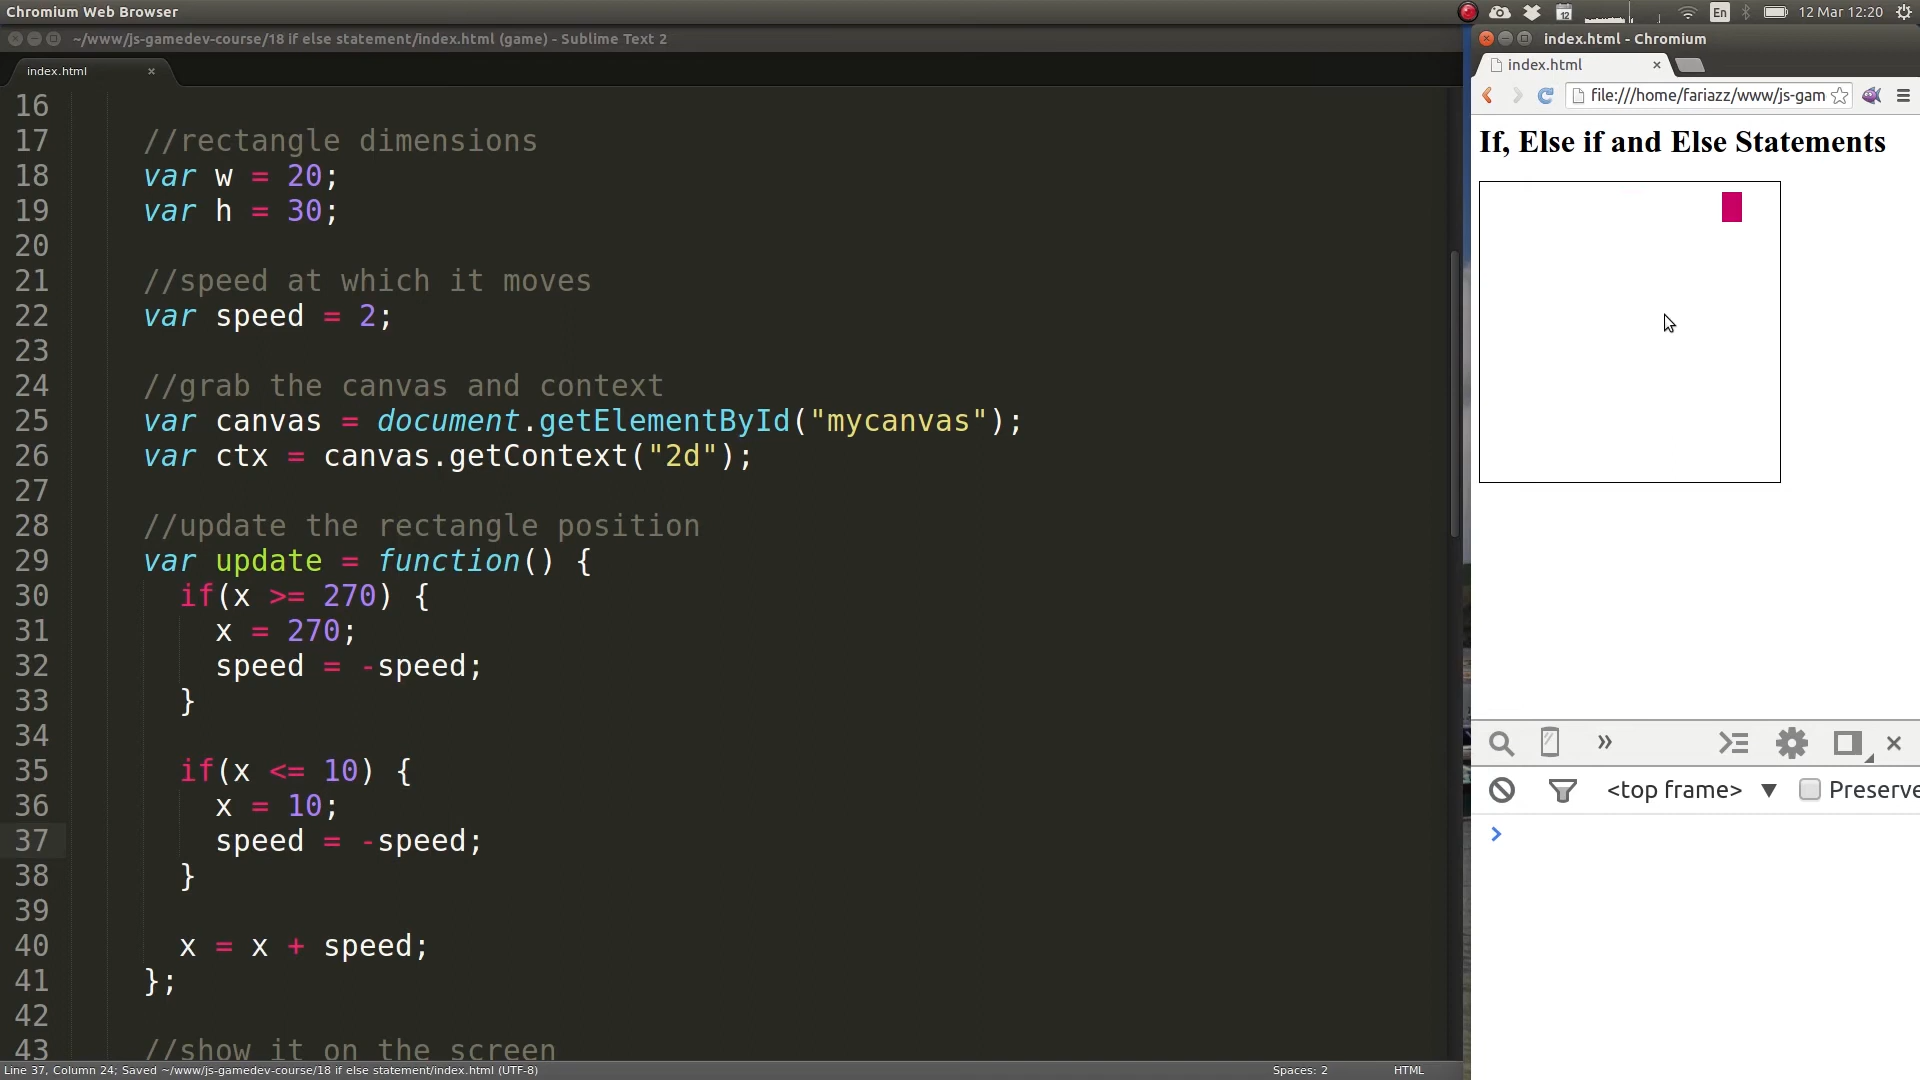 Chromium Web Browser
En
12
12 Mar 12:20
~/www/js-gamedev-course/18 if else statement/index.html (game) - Sublime Text 2
index.html
16
17 //rectangle dimensions
18 var w = 20;
19 var h = 30;
20
21 //speed at which it moves
22 var speed = 2;
23
24 //grab the canvas and context
25 var canvas = document.getElementById("mycanvas");
26 var ctx = canvas.getContext("2d");
27
28 //update the rectangle position
29 var update = function() {
30 if(x >= 270) {
31 x = 270;
32 speed = -speed;
33 }
34
35 if(x <= 10) {
36 x = 10;
37 speed = -speed;
38 }
39
40 x = x + speed;
41 };
42
43 //show it on the screen
Line 37, Column 24; Saved ~/www/js-gamedev-course/18 if else statement/index.html (UTF-8)
Spaces: 2
HTML
index.html - Chromium
index.html
file:///home/fariazz/www/js-gam
If, Else if and Else Statements
<top frame>
Preserve